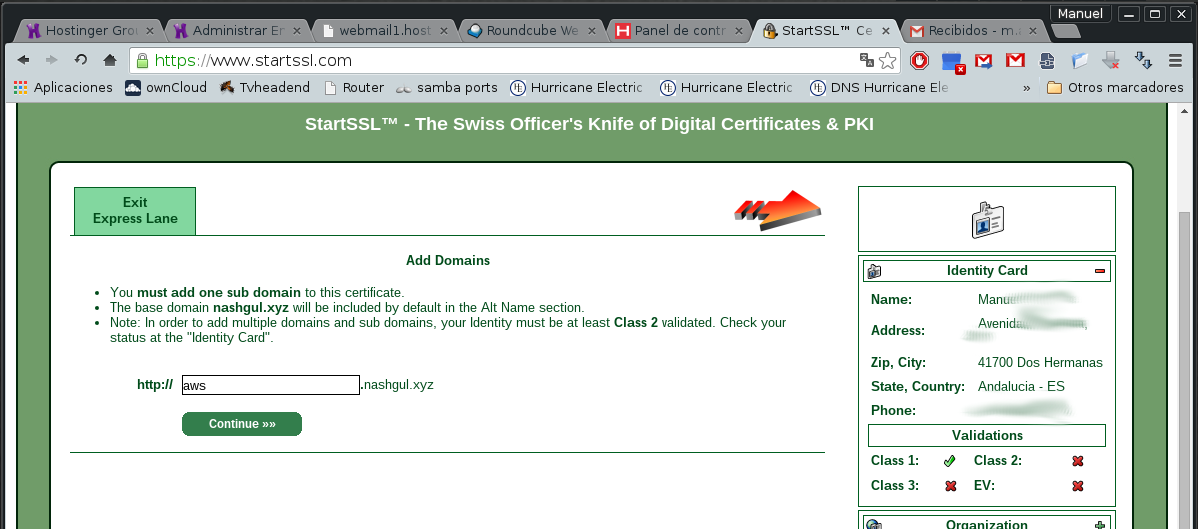 Manuel
Hostinger Grou
Administrar En
webmail1.host
Roundcube We
Panel de contr
StartSSL™ Ce
Recibidos - m.
https://www.startssl.com
Aplicaciones
ownCloud
Tvheadend
Router
samba ports
Hurricane Electric
Hurricane Electric
DNS Hurricane Ele
»
Otros marcadores
StartSSL™ - The Swiss Officer's Knife of Digital Certificates & PKI
Exit
Express Lane
Add Domains
You must add one sub domain to this certificate.
The base domain nashgul.xyz will be included by default in the Alt Name section.
Note: In order to add multiple domains and sub domains, your Identity must be at least Class 2 validated. Check your
status at the "Identity Card".
http:// aws .nashgul.xyz
Continue »»
Identity Card
Name: Manu
Address: Avenida
Zip, City: 41700 Dos Hermanas
State, Country: Andalucia - ES
Phone:
Validations
Class 1: Class 2:
Class 3: EV:
Organization